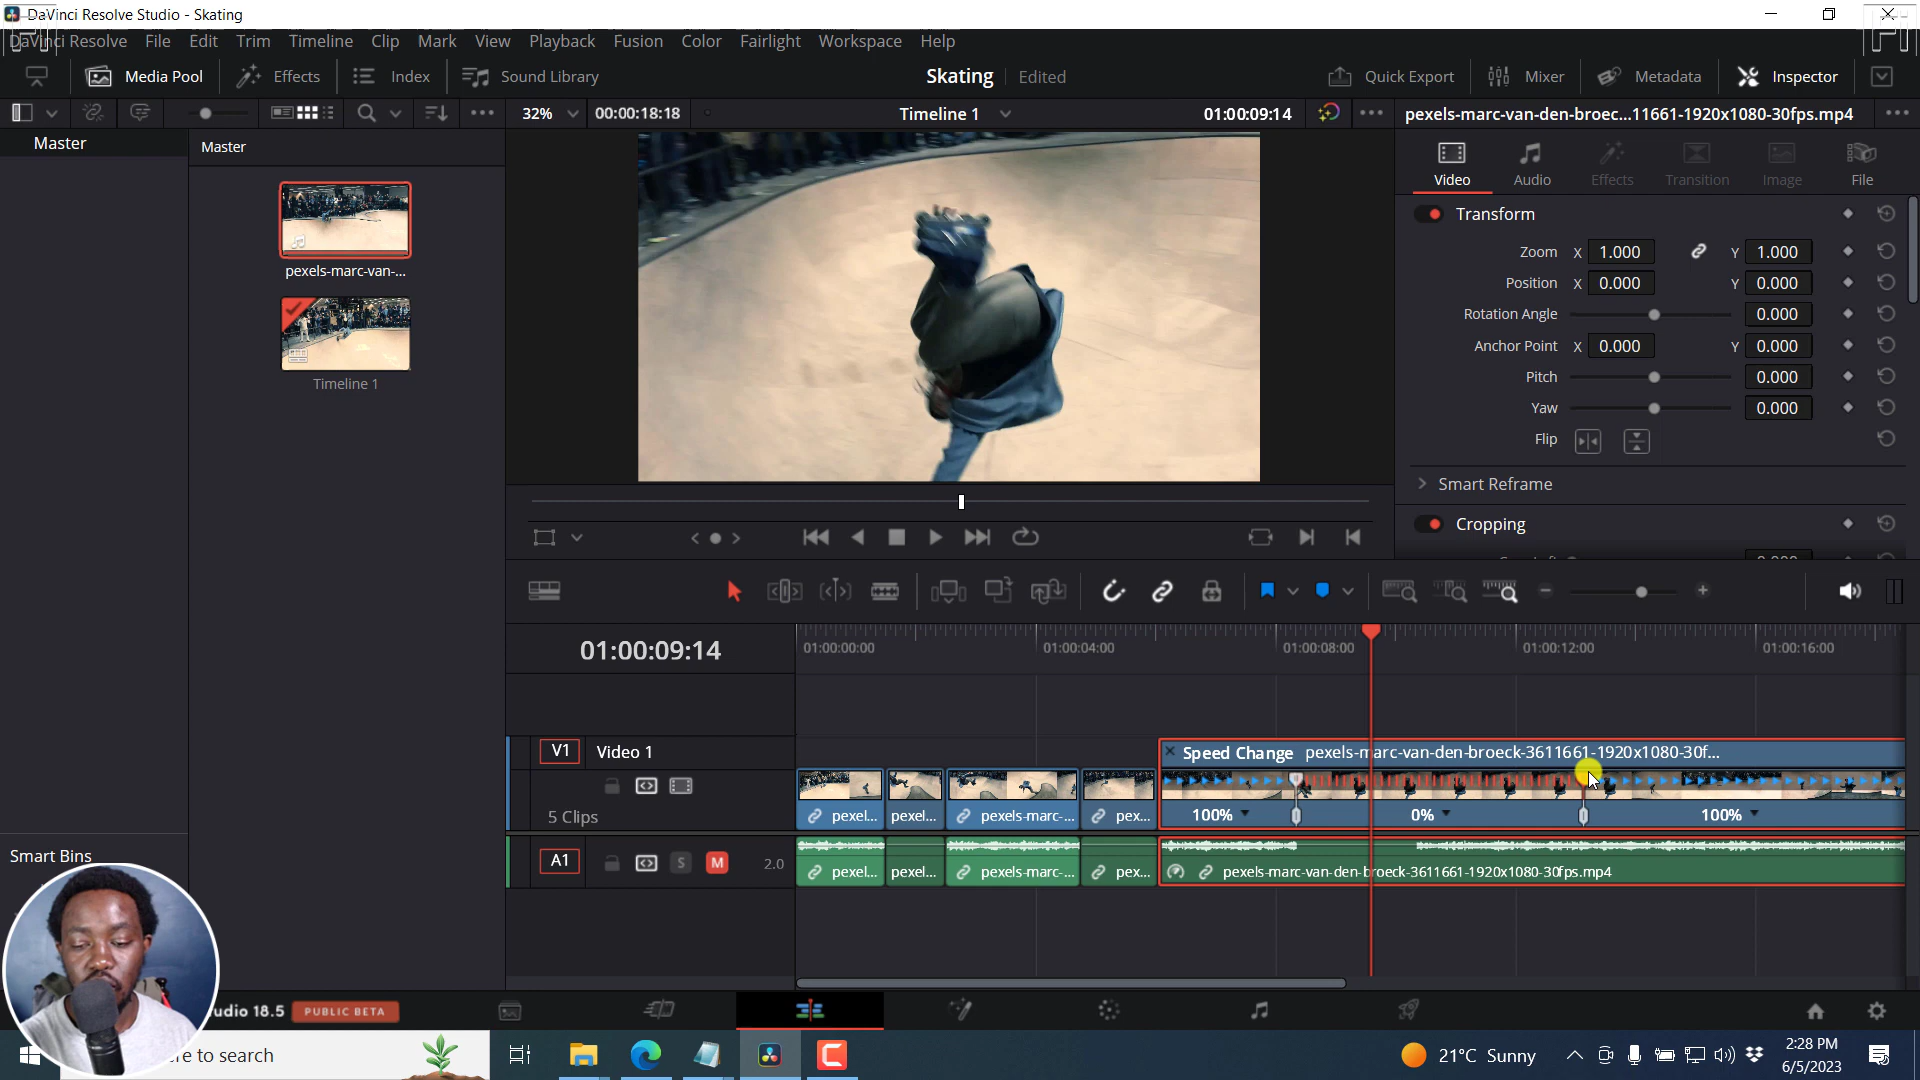 DaVinci Resolve Studio - Skating
DaVinci Resolve File Edit Trim Timeline Clip Mark View Playback Fusion Color Fairlight Workspace Help
Media Pool Effects Index Sound Library Skating Edited Quick Export Mixer Metadata Inspector
32% 00:00:18:18 Timeline 1 01:00:09:14 pexels-marc-van-den-broec...11661-1920x1080-30fps.mp4
Master
Master
pexels-marc-van-...
Timeline 1
Video Audio Effects Transition Image File
Transform
Zoom X 1.000 Y 1.000
Position X 0.000 Y 0.000
Rotation Angle 0.000
Anchor Point X 0.000 Y 0.000
Pitch 0.000
Yaw 0.000
Flip
Smart Reframe
Cropping
01:00:09:14
01:00:00:00 01:00:04:00 01:00:08:00 01:00:12:00 01:00:16:00
V1 Video 1
Speed Change pexels-marc-van-den-broeck-3611661-1920x1080-30f...
5 Clips
pexel... pexel... pexels-marc-... pex... 100% 0% 100%
A1 S M 2.0
pexel... pexel... pexels-marc-... pex... pexels-marc-van-den-broeck-3611661-1920x1080-30fps.mp4
Smart Bins
udio 18.5 PUBLIC BETA
re to search
21°C Sunny
2:28 PM
6/5/2023